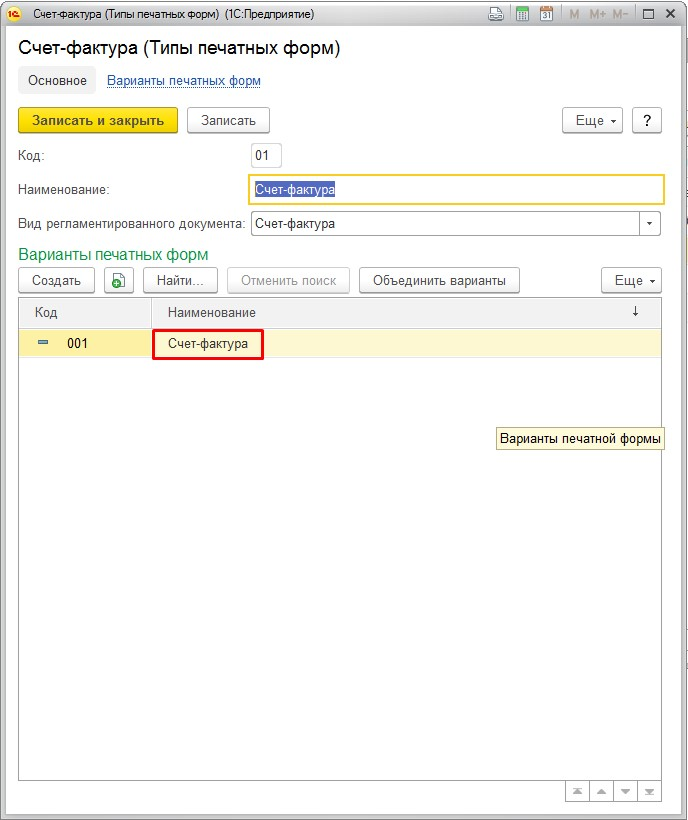 Счет-фактура (Типы печатных форм) (1С:Предприятие)
31 M M+ M-
Счет-фактура (Типы печатных форм)
Основное Варианты печатных форм
Записать и закрыть Записать Еще ?
Код: 01
Наименование: Счет-фактура
Вид регламентированного документа: Счет-фактура
Варианты печатных форм
Создать Найти... Отменить поиск Объединить варианты Еще
Код Наименование ↓
001 Счет-фактура
Варианты печатной формы